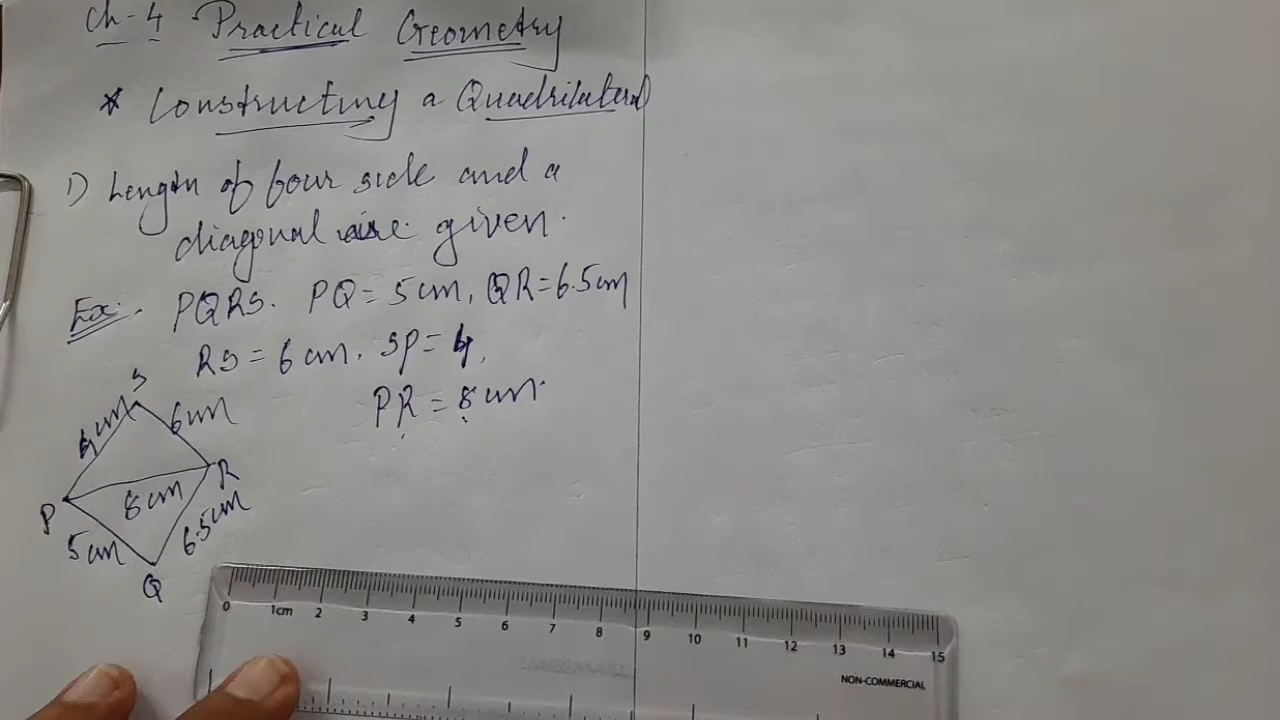 Ch-4 Practical Geometry
* Constructing a Quadrilateral
1) Length of four side and a
diagonal are given.
Ex:- PQRS. PQ = 5cm, QR = 6.5cm
RS = 6cm. SP = 4,
PR = 8cm.
S
4cm 6cm
P 8cm R
5cm 6.5cm
Q
0 1cm 2 3 4 5 6 7 8 9 10 11 12 13 14 15
NON-COMMERCIAL